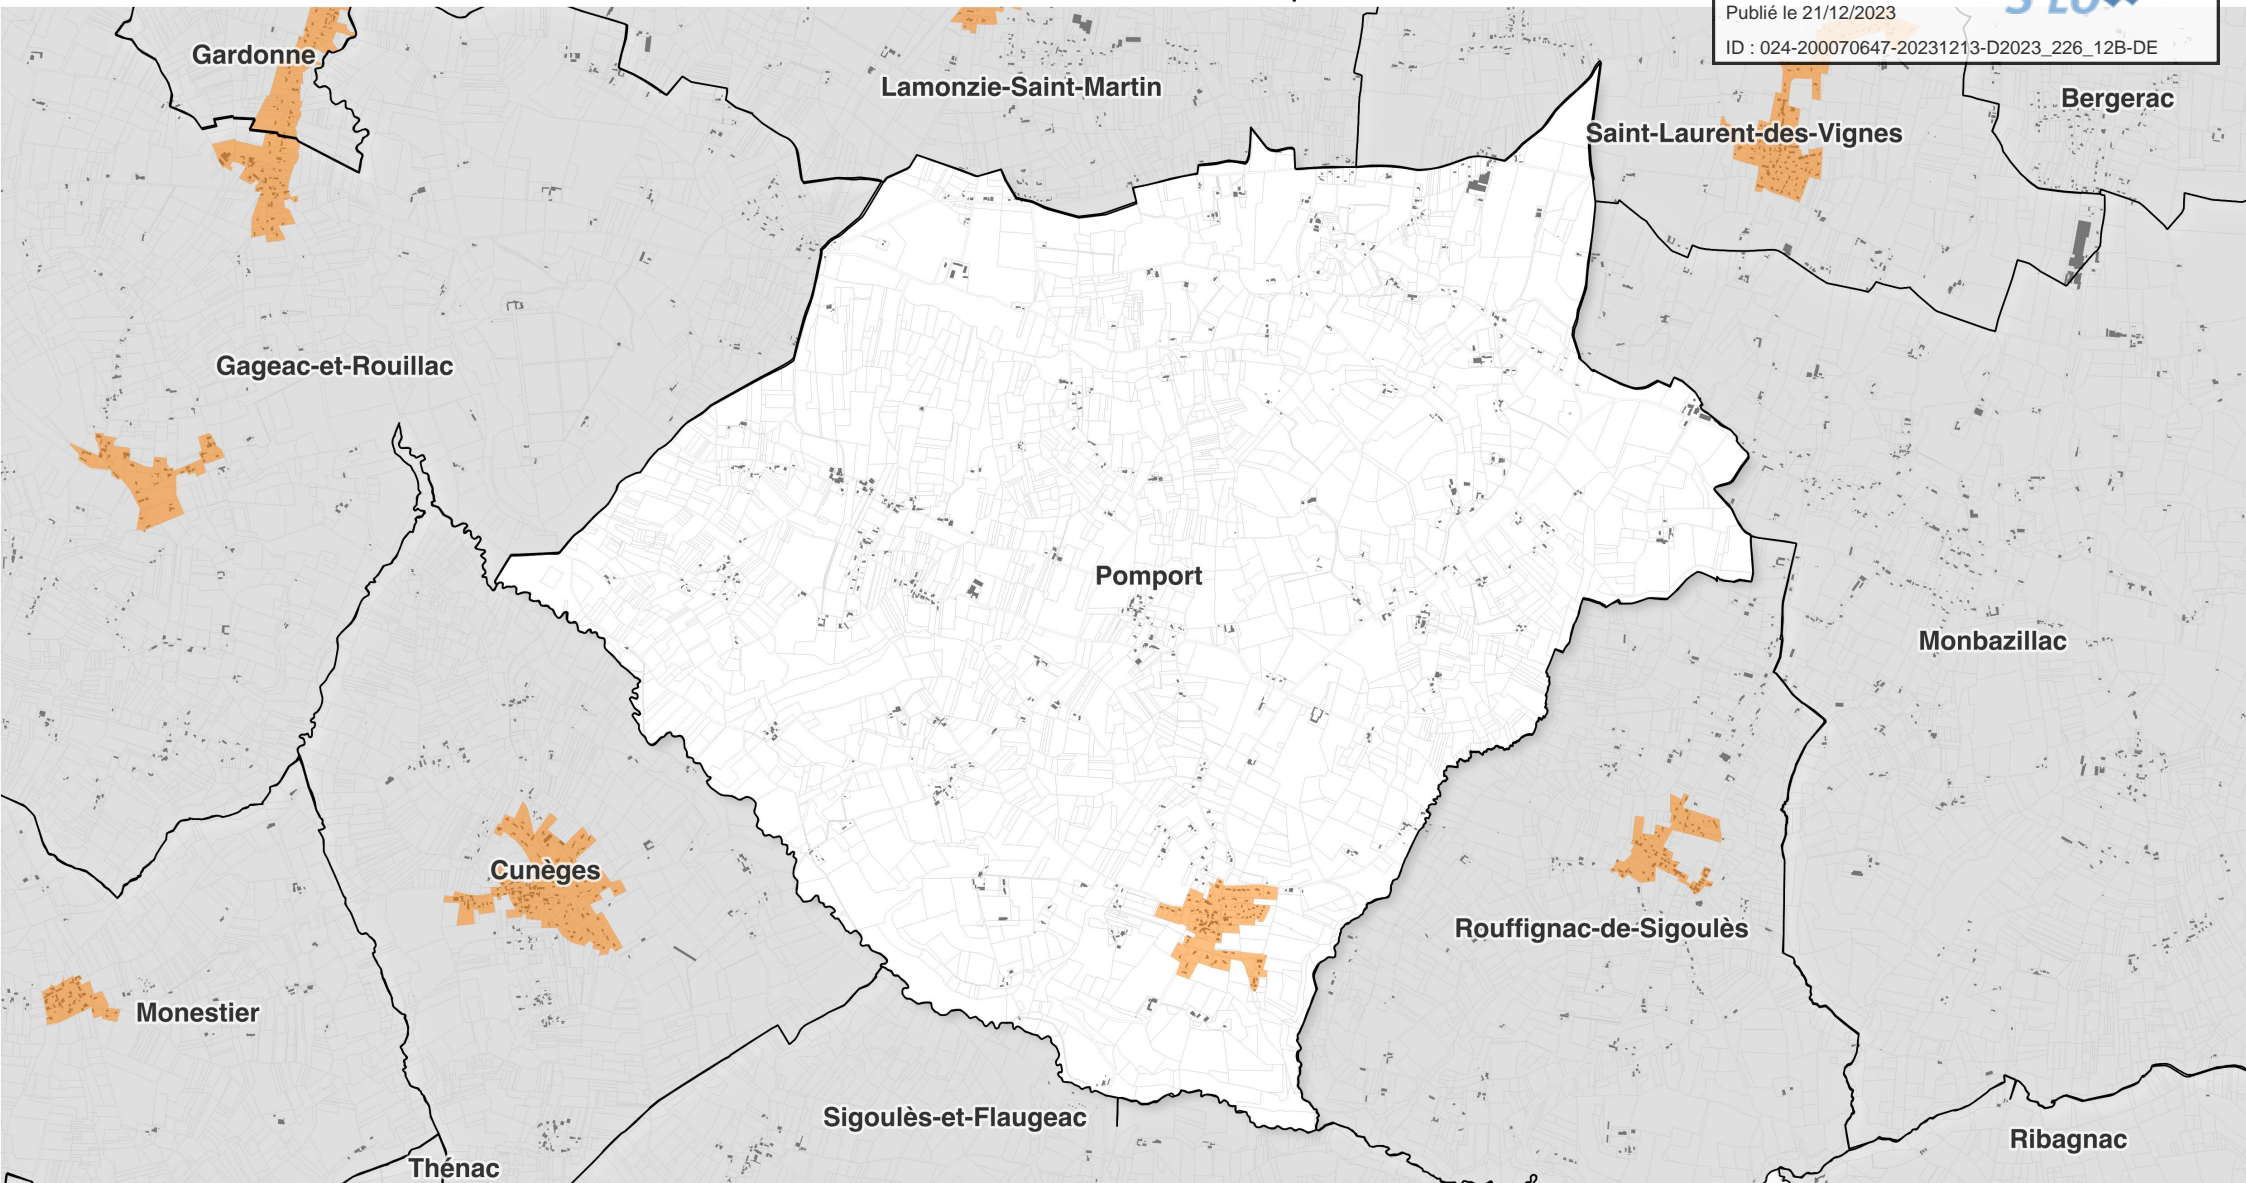 Publié le 21/12/2023
ID : 024-200070647-20231213-D2023_226_12B-DE
Gardonne
Lamonzie-Saint-Martin
Bergerac
Saint-Laurent-des-Vignes
Gageac-et-Rouillac
Pomport
Monbazillac
Cunèges
Rouffignac-de-Sigoulès
Monestier
Sigoulès-et-Flaugeac
Ribagnac
Thénac